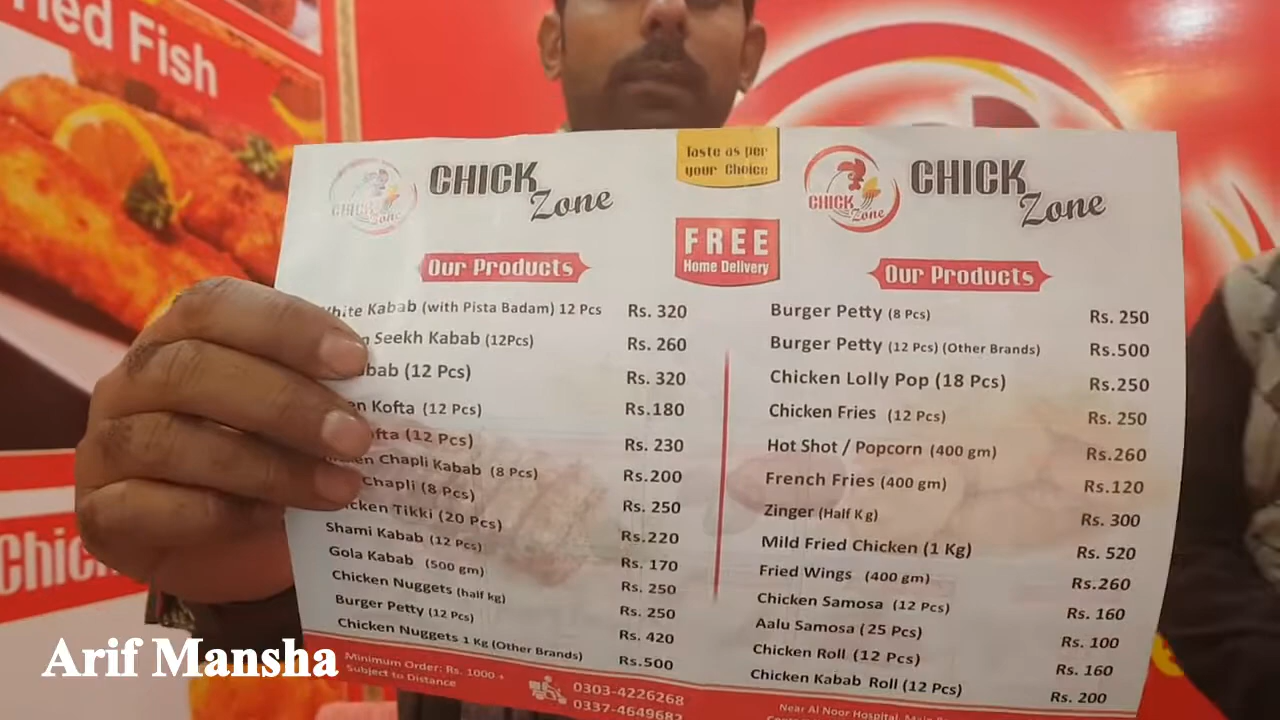 Fish
CHICK Zone
Taste as per
your Choice
FREE
Home Delivery
CHICK Zone
CHICK Zone
CHICK Zone
Our Products
Kabab (with Pista Badam) 12 Pcs Rs. 320
Seekh Kabab (12Pcs) Rs. 260
(12 Pcs) Rs. 320
Kofta (12 Pcs) Rs.180
(12 Pcs) Rs. 230
Chapli Kabab (8 Pcs) Rs.200
Chapli (8 Pcs) Rs. 250
Tikki (20 Pcs) Rs.220
Shami Kabab (12 Pcs) Rs. 170
Gola Kabab (500 gm) Rs. 250
Chicken Nuggets (half kg) Rs. 250
Burger Petty (12 Pcs) Rs. 420
Chicken Nuggets 1 Kg (Other Brands) Rs.500
Our Products
Burger Petty (8 Pcs) Rs. 250
Burger Petty (12 Pcs) (Other Brands) Rs.500
Chicken Lolly Pop (18 Pcs) Rs.250
Chicken Fries (12 Pcs) Rs. 250
Hot Shot / Popcorn (400 gm) Rs.260
French Fries (400 gm) Rs.120
Zinger (Half Kg) Rs. 300
Mild Fried Chicken (1 Kg) Rs. 520
Fried Wings (400 gm) Rs.260
Chicken Samosa (12 Pcs) Rs. 160
Aalu Samosa (25 Pcs) Rs. 100
Chicken Roll (12 Pcs) Rs. 160
Chicken Kabab Roll (12 Pcs) Rs. 200
Minimum Order: Rs. 1000 +
Subject to Distance
0303-4226268
0337-4649682
Near Al Noor Hospital,
Arif Mansha